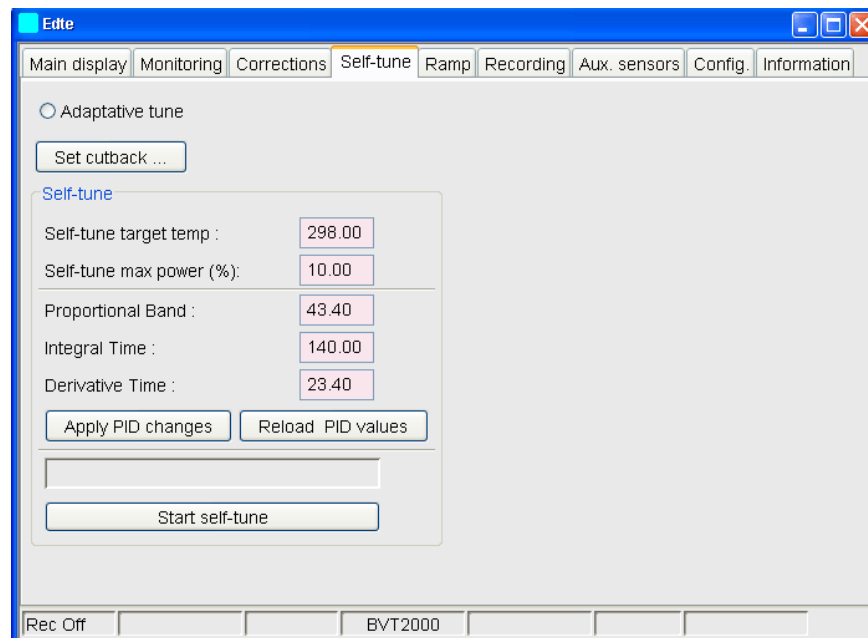 Edte
Main display Monitoring Corrections Self-tune Ramp Recording Aux. sensors Config. Information
Adaptative tune
Set cutback ...
Self-tune
Self-tune target temp : 298.00
Self-tune max power (%): 10.00
Proportional Band : 43.40
Integral Time : 140.00
Derivative Time : 23.40
Apply PID changes Reload PID values
Start self-tune
Rec Off BVT2000